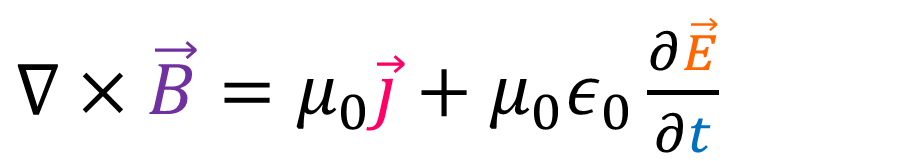 ∇ × B⃗ = μ₀j⃗ + μ₀ϵ₀ ∂E⃗/∂t